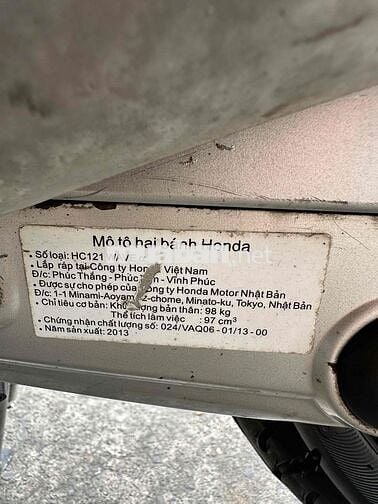 Mô tô hai bánh Honda
Số loại: HC121
Lắp ráp tại Công ty Honda Việt Nam
Đ/c: Phúc Thắng - Phúc Yên - Vĩnh Phúc
Được sự cho phép của Công ty Honda Motor Nhật Bản
Đ/c: 1-1 Minami-Aoyama 2-chome, Minato-ku, Tokyo, Nhật Bản
Chỉ tiêu cơ bản: Khối lượng bản thân: 98 kg
Thể tích làm việc: 97 cm³
Chứng nhận chất lượng số: 024/VAQ06-01/13-00
Năm sản xuất: 2013